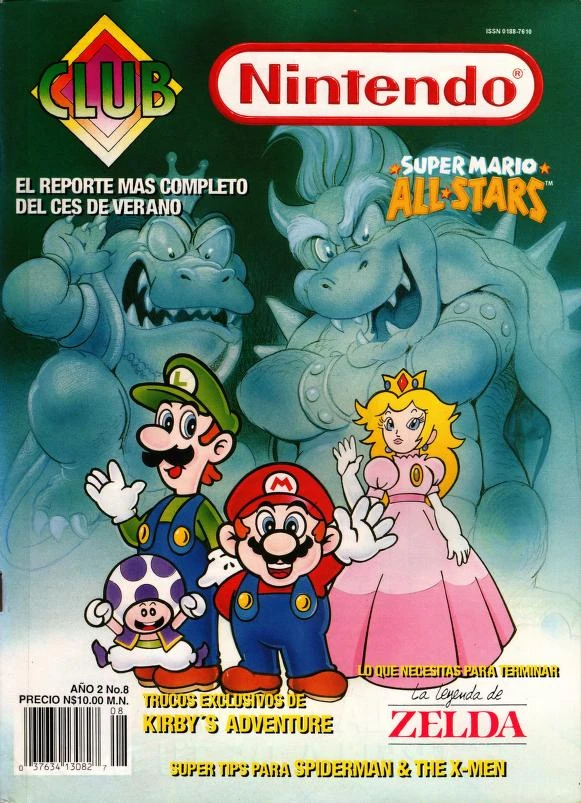 ISSN 0188-7610
CLUB
Nintendo®
EL REPORTE MAS COMPLETO
DEL CES DE VERANO
SUPER MARIO
ALL★STARS™
L
M
AÑO 2 No.8
PRECIO N$10.00 M.N.
08
0 37634 13082 7
TRUCOS EXCLUSIVOS DE
KIRBY´S ADVENTURE
LO QUE NECESITAS PARA TERMINAR
La leyenda de
ZELDA
SUPER TIPS PARA SPIDERMAN & THE X-MEN